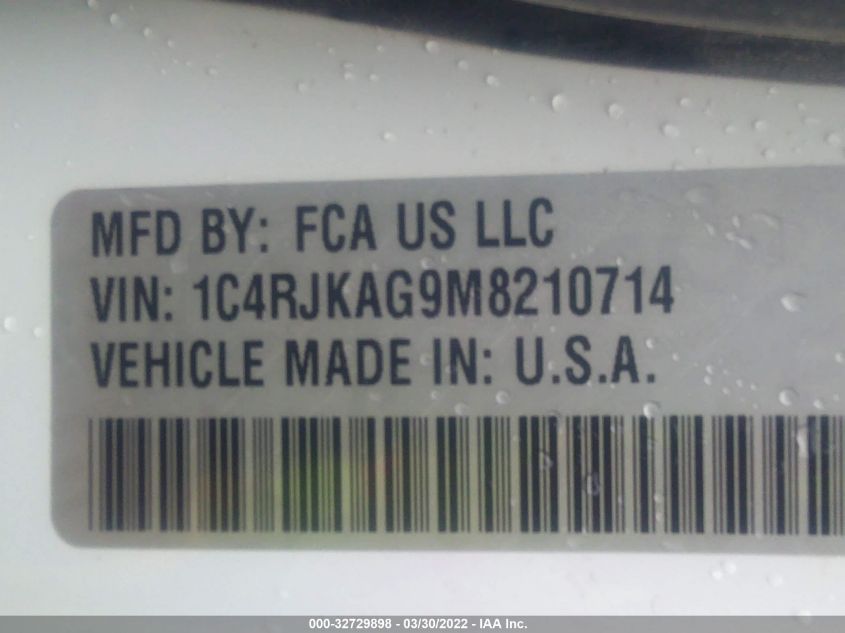 MFD BY: FCA US LLC
VIN: 1C4RJKAG9M8210714
VEHICLE MADE IN: U.S.A.
000-32729898 - 03/30/2022 - IAA Inc.